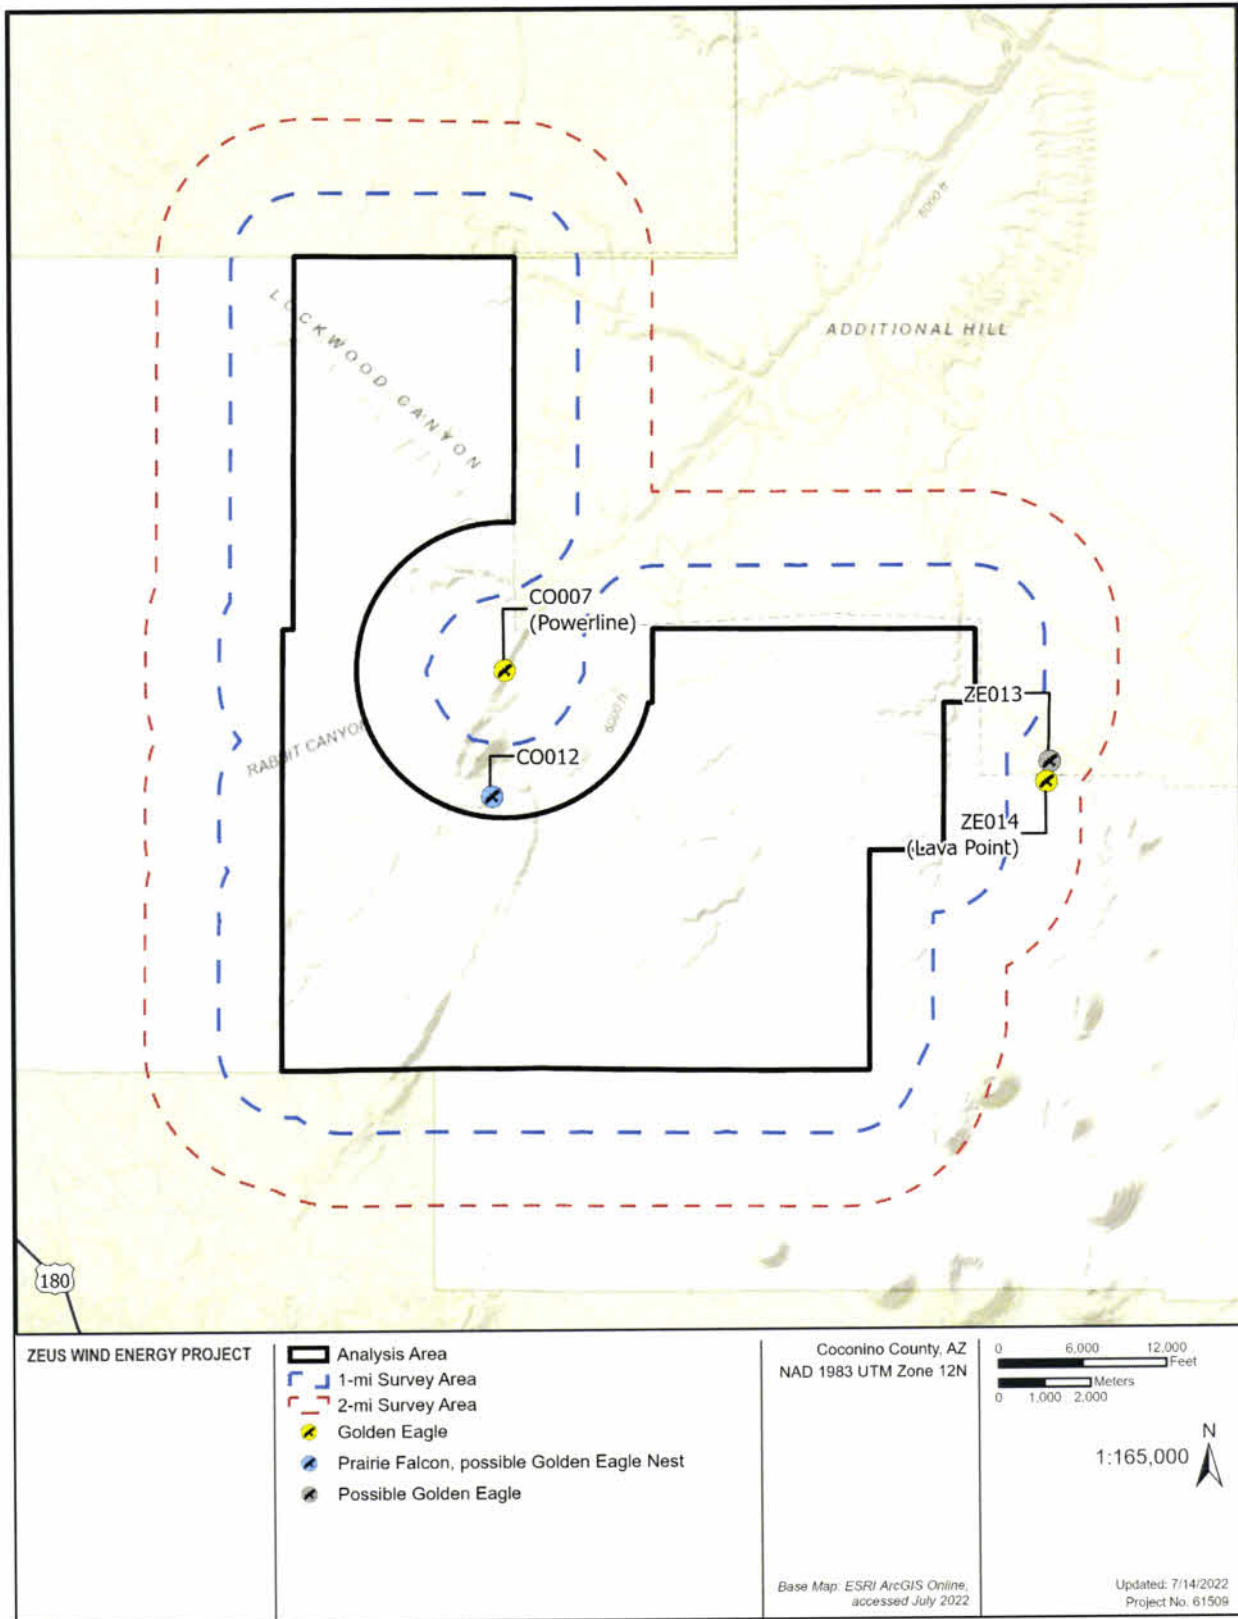 LOCKWOOD CANYON
6000 ft
ADDITIONAL HILL
CO007
(Powerline)
6000 ft
ZE013
RABBIT CANYON
CO012
ZE014
(Lava Point)
180
ZEUS WIND ENERGY PROJECT
Analysis Area
1-mi Survey Area
2-mi Survey Area
Golden Eagle
Prairie Falcon, possible Golden Eagle Nest
Possible Golden Eagle
Coconino County, AZ
NAD 1983 UTM Zone 12N
Base Map: ESRI ArcGIS Online,
accessed July 2022
0 6,000 12,000
Feet
Meters
0 1,000 2,000
N
1:165,000
Updated: 7/14/2022
Project No. 61509